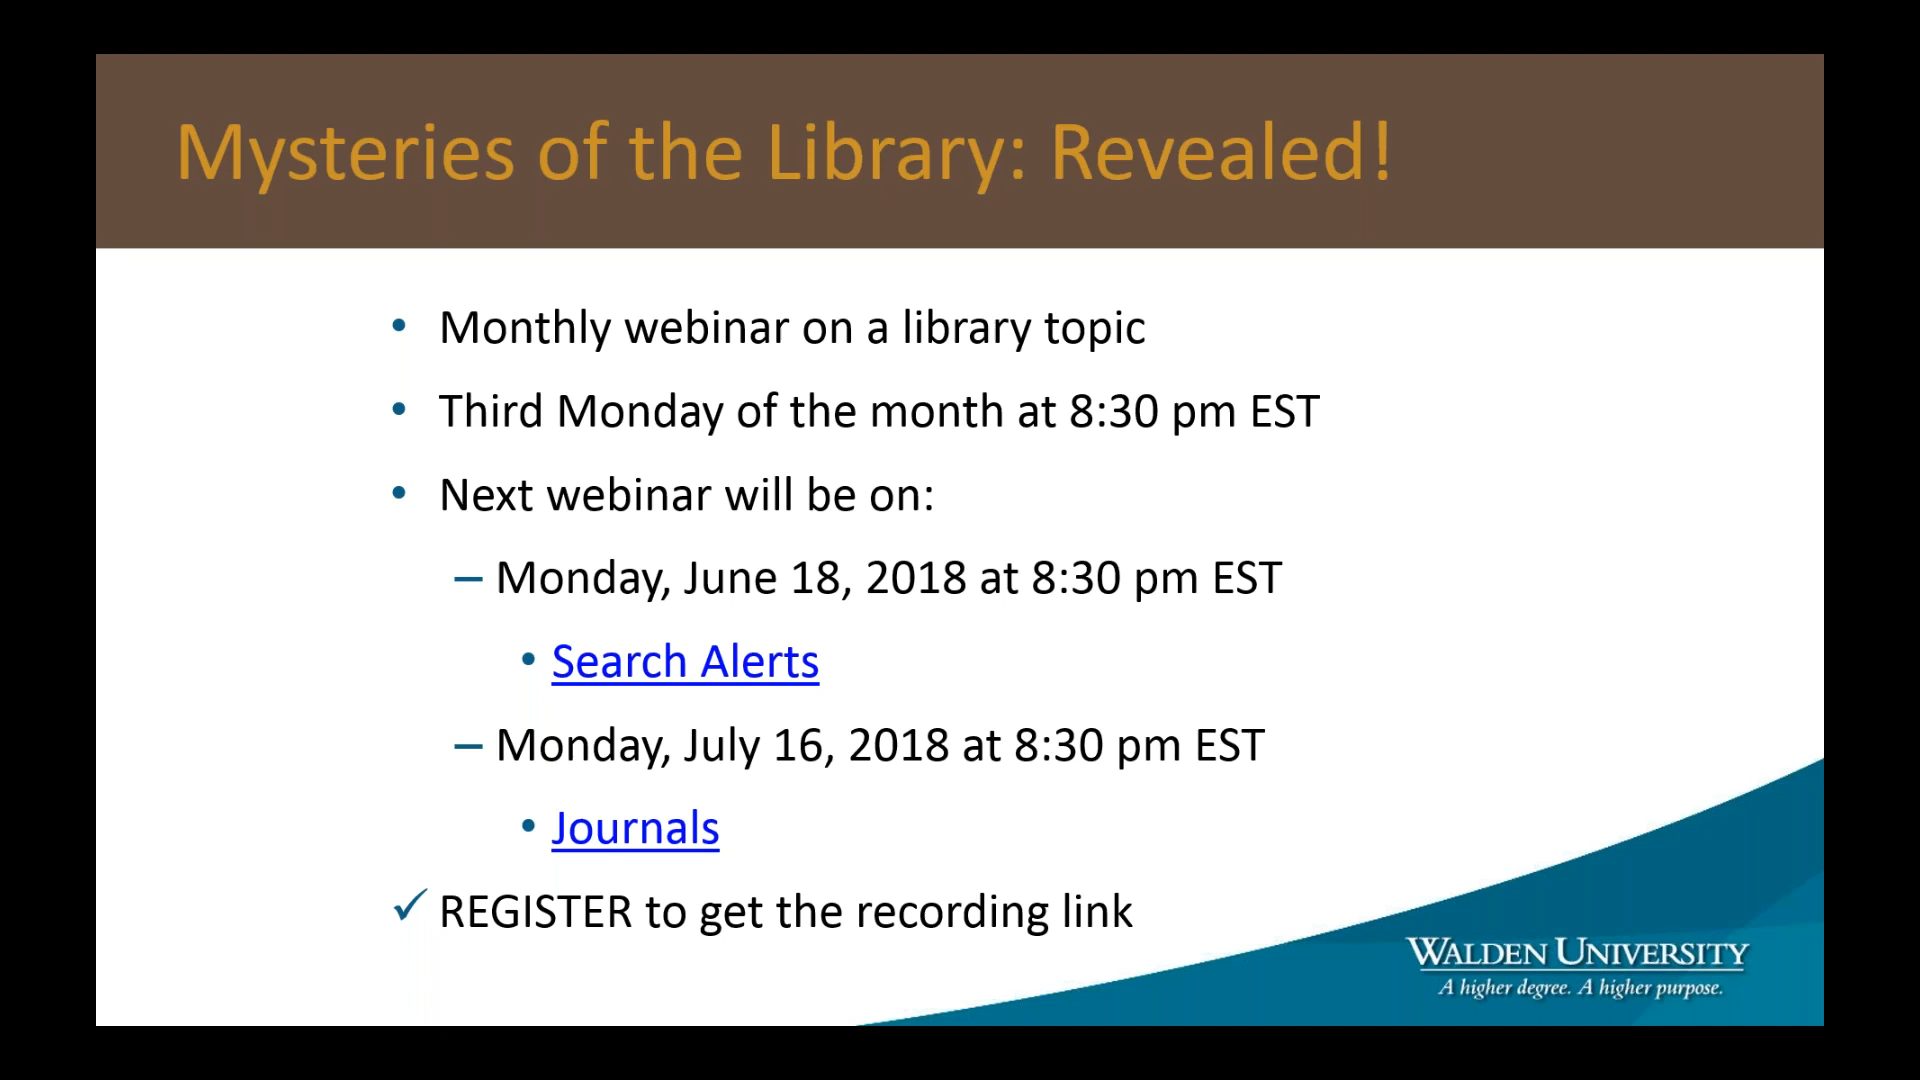 Mysteries of the Library: Revealed!
• Monthly webinar on a library topic
• Third Monday of the month at 8:30 pm EST
• Next webinar will be on:
– Monday, June 18, 2018 at 8:30 pm EST
• Search Alerts
– Monday, July 16, 2018 at 8:30 pm EST
• Journals
✓ REGISTER to get the recording link
WALDEN UNIVERSITY
A higher degree. A higher purpose.